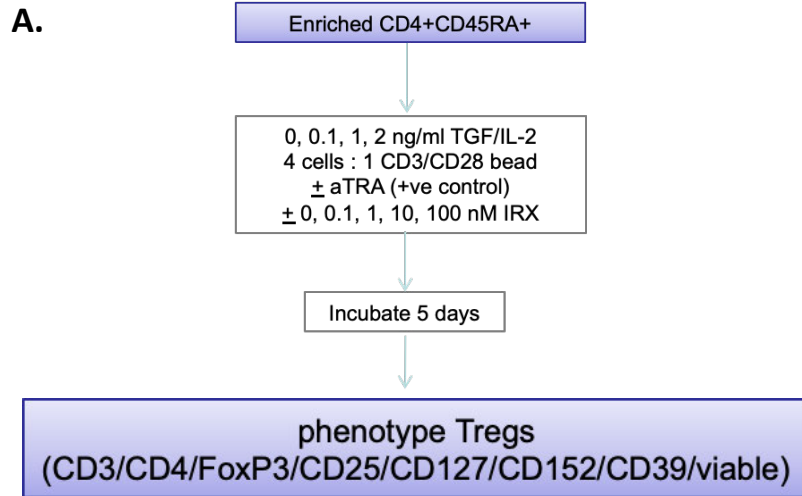 A.
Enriched CD4+CD45RA+
0, 0.1, 1, 2 ng/ml TGF/IL-2
4 cells : 1 CD3/CD28 bead
± aTRA (+ve control)
± 0, 0.1, 1, 10, 100 nM IRX
Incubate 5 days
phenotype Tregs
(CD3/CD4/FoxP3/CD25/CD127/CD152/CD39/viable)